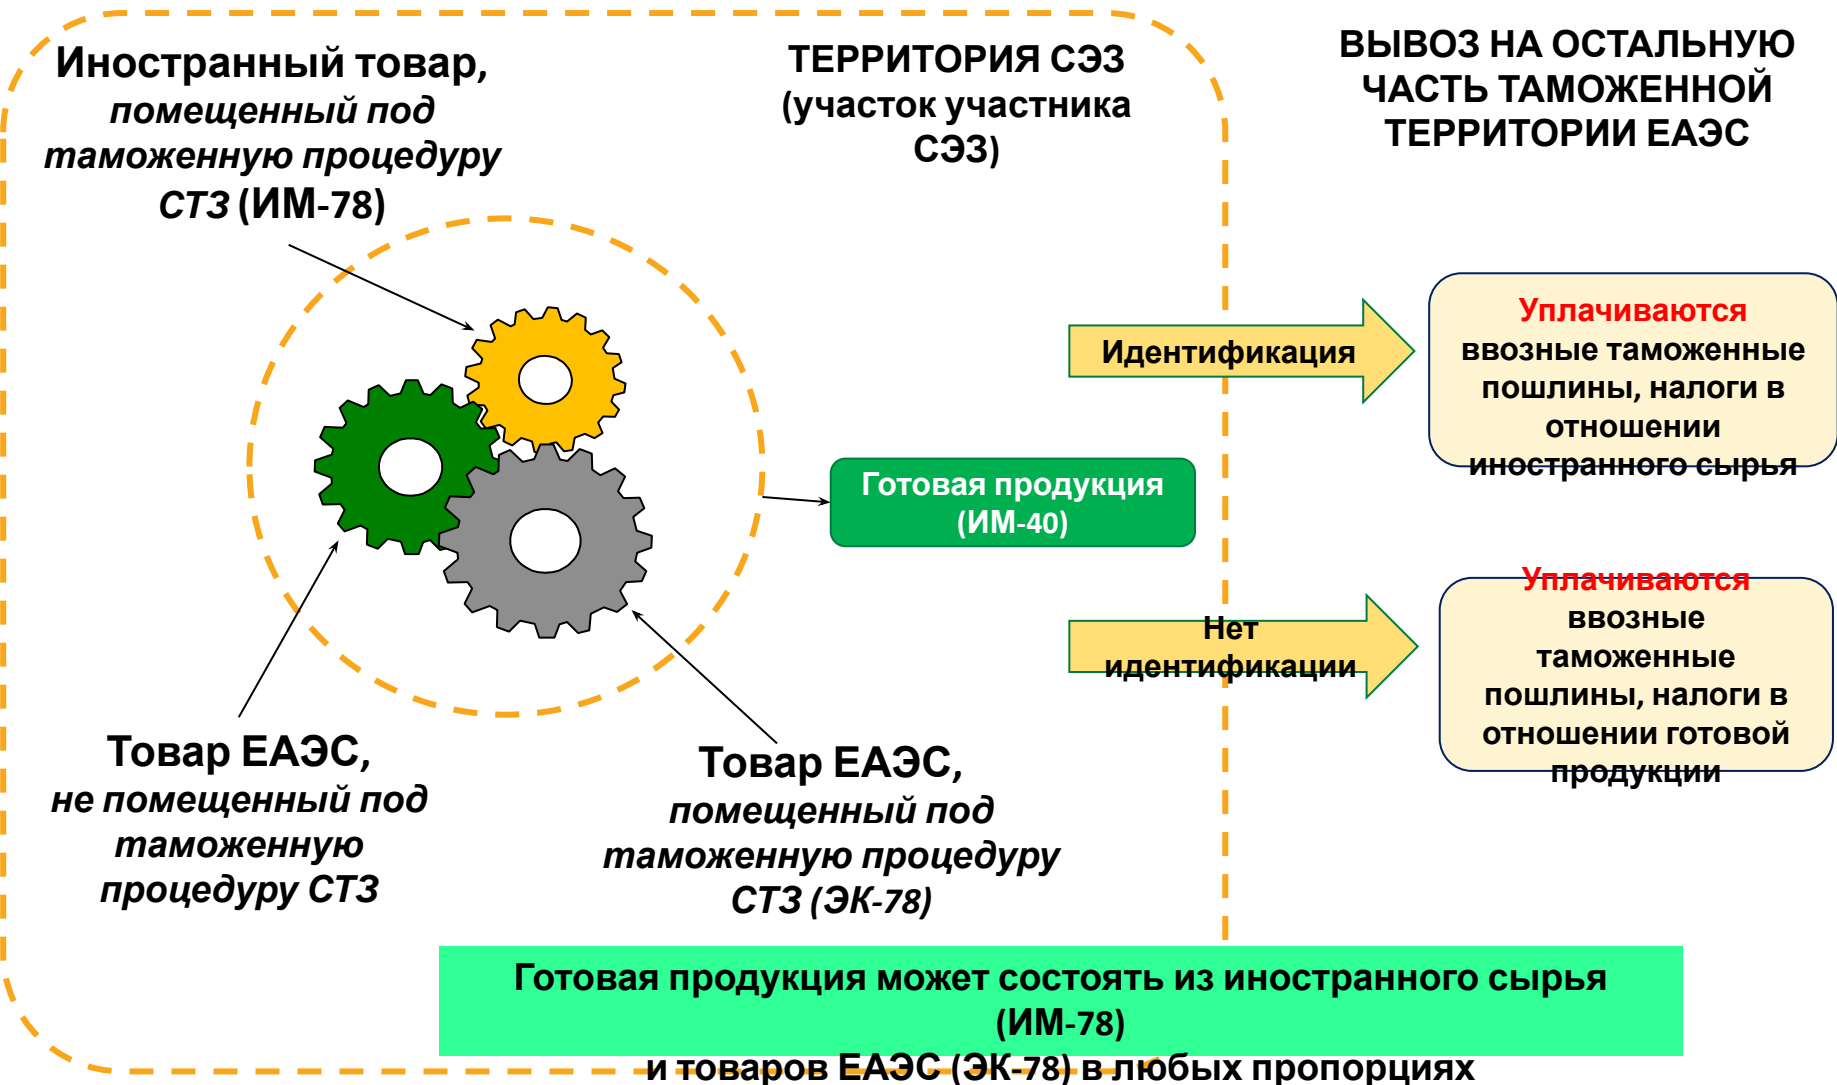 Иностранный товар,
помещенный под
таможенную процедуру
СТЗ (ИМ-78)
ТЕРРИТОРИЯ СЭЗ
(участок участника
СЭЗ)
ВЫВОЗ НА ОСТАЛЬНУЮ
ЧАСТЬ ТАМОЖЕННОЙ
ТЕРРИТОРИИ ЕАЭС
Идентификация
Уплачиваются
ввозные таможенные
пошлины, налоги в
отношении
иностранного сырья
Готовая продукция
(ИМ-40)
Нет
идентификации
Уплачиваются
ввозные
таможенные
пошлины, налоги в
отношении готовой
продукции
Товар ЕАЭС,
не помещенный под
таможенную
процедуру СТЗ
Товар ЕАЭС,
помещенный под
таможенную процедуру
СТЗ (ЭК-78)
Готовая продукция может состоять из иностранного сырья
(ИМ-78)
и товаров ЕАЭС (ЭК-78) в любых пропорциях